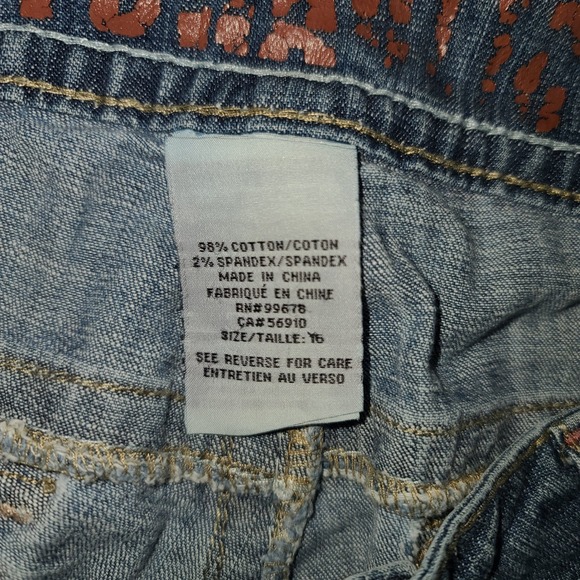 98% COTTON/COTON
2% SPANDEX/SPANDEX
MADE IN CHINA
FABRIQUÉ EN CHINE
RN#99678
CA#56910
SIZE/TAILLE: 16
SEE REVERSE FOR CARE
ENTRETIEN AU VERSO